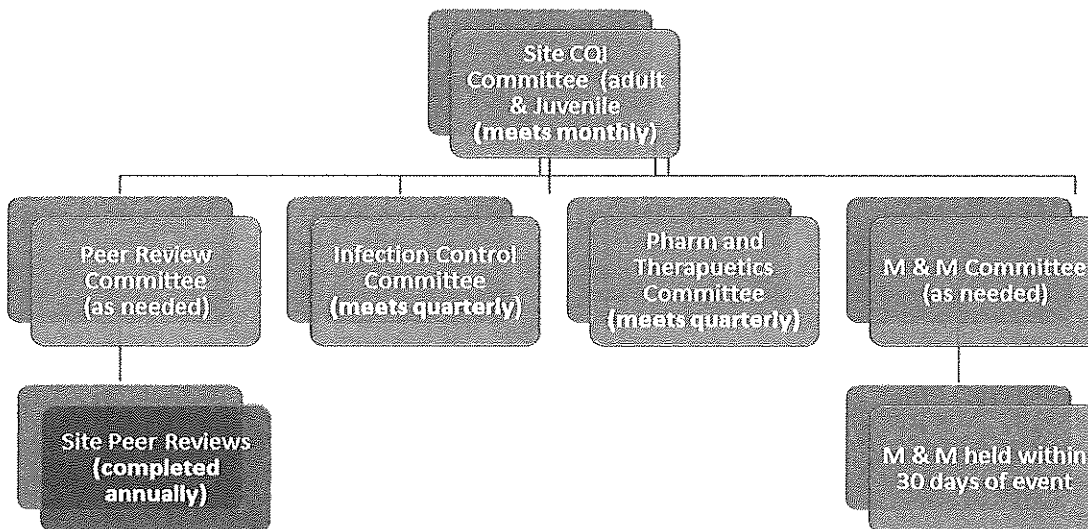 Site CQI
Committee (adult
& Juvenile
(meets monthly)
Peer Review
Committee
(as needed)
Infection Control
Committee
(meets quarterly)
Pharm and
Therapuetics
Committee
(meets quarterly)
M & M Committee
(as needed)
Site Peer Reviews
(completed
annually)
M & M held within
30 days of event